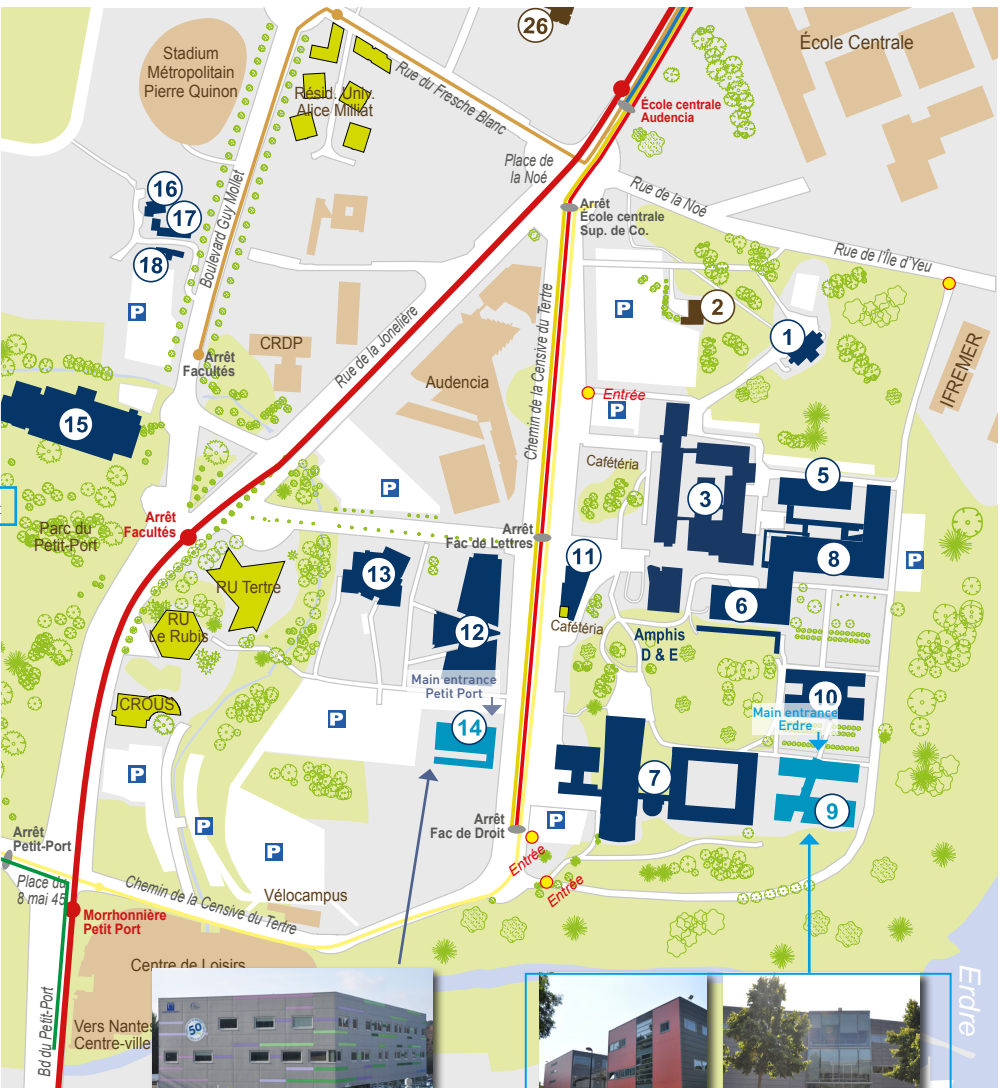 26
École Centrale
Stadium
Métropolitain
Pierre Quinon
Rue du Fresche Blanc
Résid. Univ.
Alice Milliat
École centrale
Audencia
Place de
la Noé
Rue de la Noé
16
17
18
Boulevard Guy Mollet
Arrêt
École centrale
Sup. de Co.
Rue de l'Île d'Yeu
P
P
2
1
Rue de la Jonelière
Chemin de la Censive du Tertre
CRDP
Arrêt
Facultés
Audencia
IFREMER
Entrée
P
15
Cafétéria
3
5
P
Arrêt
Facultés
Parc du
Petit-Port
Arrêt
Fac de Lettres
11
8
P
13
RU Tertre
6
RU
Le Rubis
12
Cafétéria
Amphis
D & E
Main entrance
Petit Port
10
CROUS
P
14
Main entrance
Erdre
P
7
9
P
Arrêt
Fac de Droit
P
Arrêt
Petit-Port
P
Entrée
Entrée
Place du
8 mai 45
Chemin de la Censive du Tertre
Vélocampus
Morrhonnière
Petit Port
Centre de Loisirs
Erdre
50
Vers Nantes
Centre-ville
Bd du Petit-Port